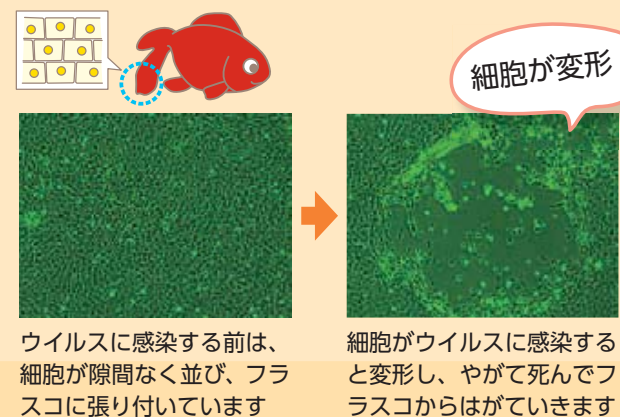 細胞が変形
ウイルスに感染する前は、
細胞が隙間なく並び、フラ
スコに張り付いています
細胞がウイルスに感染する
と変形し、やがて死んでフ
ラスコからはがていきます